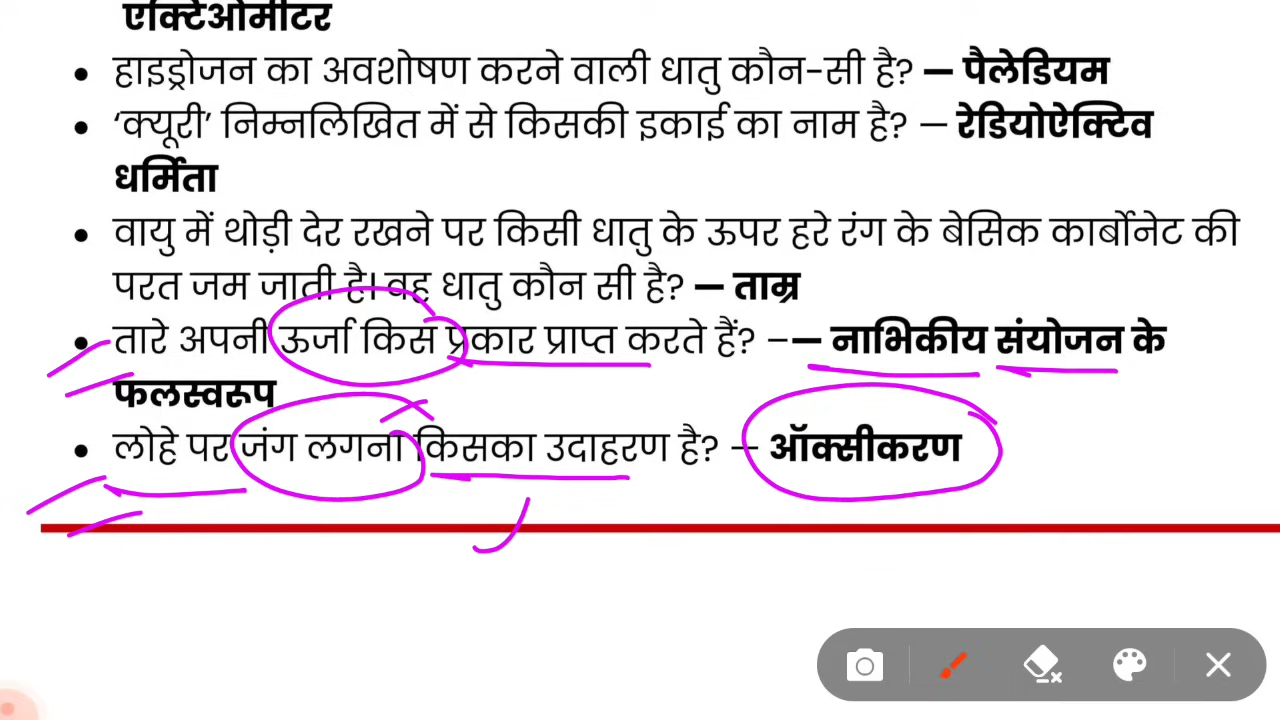 एक्टिओमीटर
• हाइड्रोजन का अवशोषण करने वाली धातु कौन-सी है? — पैलेडियम
• ‘क्यूरी’ निम्नलिखित में से किसकी इकाई का नाम है? — रेडियोऐक्टिव
धर्मिता
• वायु में थोड़ी देर रखने पर किसी धातु के ऊपर हरे रंग के बेसिक कार्बोनेट की
परत जम जाती है। वह धातु कौन सी है? — ताम्र
• तारे अपनी ऊर्जा किस प्रकार प्राप्त करते हैं? –— नाभिकीय संयोजन के
फलस्वरूप
• लोहे पर जंग लगना किसका उदाहरण है? — ऑक्सीकरण